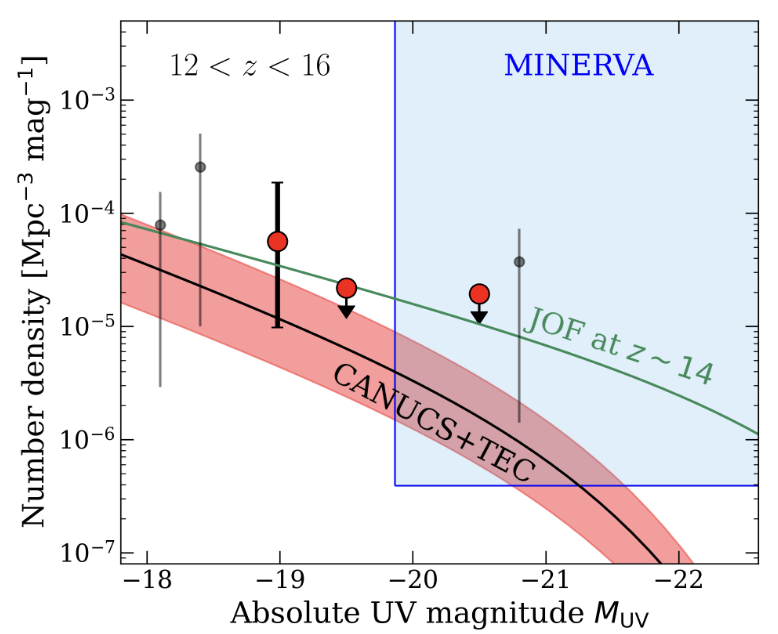 12 < z < 16
MINERVA
JOF at z ~ 14
CANUCS+TEC
Number density [Mpc⁻³ mag⁻¹]
10⁻³
10⁻⁴
10⁻⁵
10⁻⁶
10⁻⁷
−18 −19 −20 −21 −22
Absolute UV magnitude M_UV